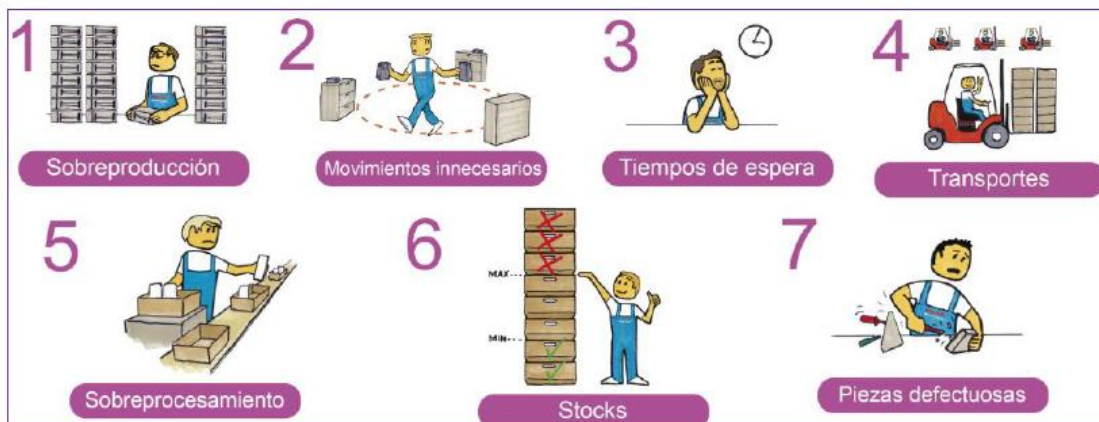 1
Sobreproducción
2
Movimientos innecesarios
3
Tiempos de espera
4
Transportes
5
Sobreprocesamiento
6
MAX
MIN
Stocks
7
Piezas defectuosas